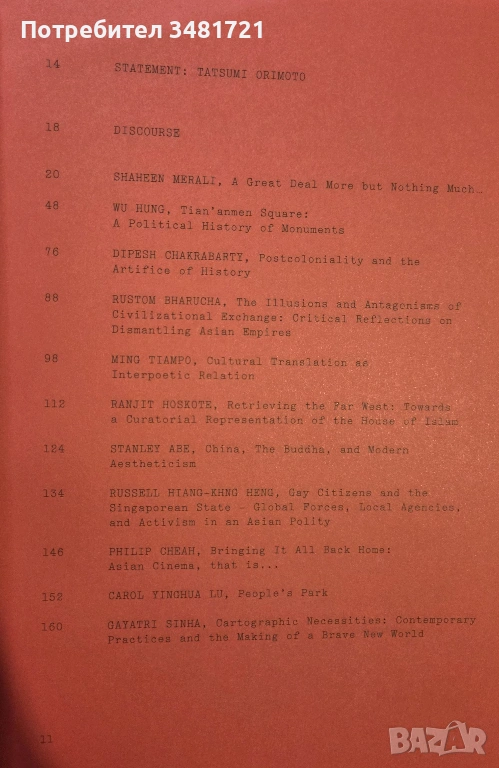 Потребител 3481721
14 STATEMENT: TATSUMI ORIMOTO
18 DISCOURSE
20 SHAHEEN MERALI, A Great Deal More but Nothing Much…
48 WU HUNG, Tian'anmen Square:
A Political History of Monuments
76 DIPESH CHAKRABARTY, Postcoloniality and the
Artifice of History
88 RUSTOM BHARUCHA, The Illusions and Antagonisms of
Civilizational Exchange: Critical Reflections on
Dismantling Asian Empires
98 MING TIAMPO, Cultural Translation as
Interpoetic Relation
112 RANJIT HOSKOTE, Retrieving the Far West: Towards
a Curatorial Representation of the House of Islam
124 STANLEY ABE, China, The Buddha, and Modern
Aestheticism
134 RUSSELL HIANG-KHNG HENG, Gay Citizens and the
Singaporean State – Global Forces, Local Agencies,
and Activism in an Asian Polity
146 PHILIP CHEAH, Bringing It All Back Home:
Asian Cinema, that is...
152 CAROL YINGHUA LU, People's Park
160 GAYATRI SINHA, Cartographic Necessities: Contemporary
Practices and the Making of a Brave New World
11
BAZAR